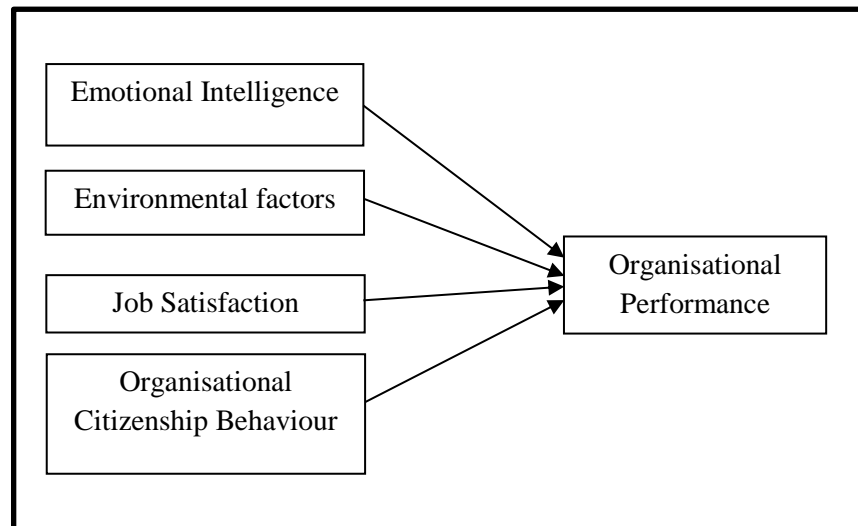 Emotional Intelligence
Environmental factors
Job Satisfaction
Organisational
Citizenship Behaviour
Organisational
Performance